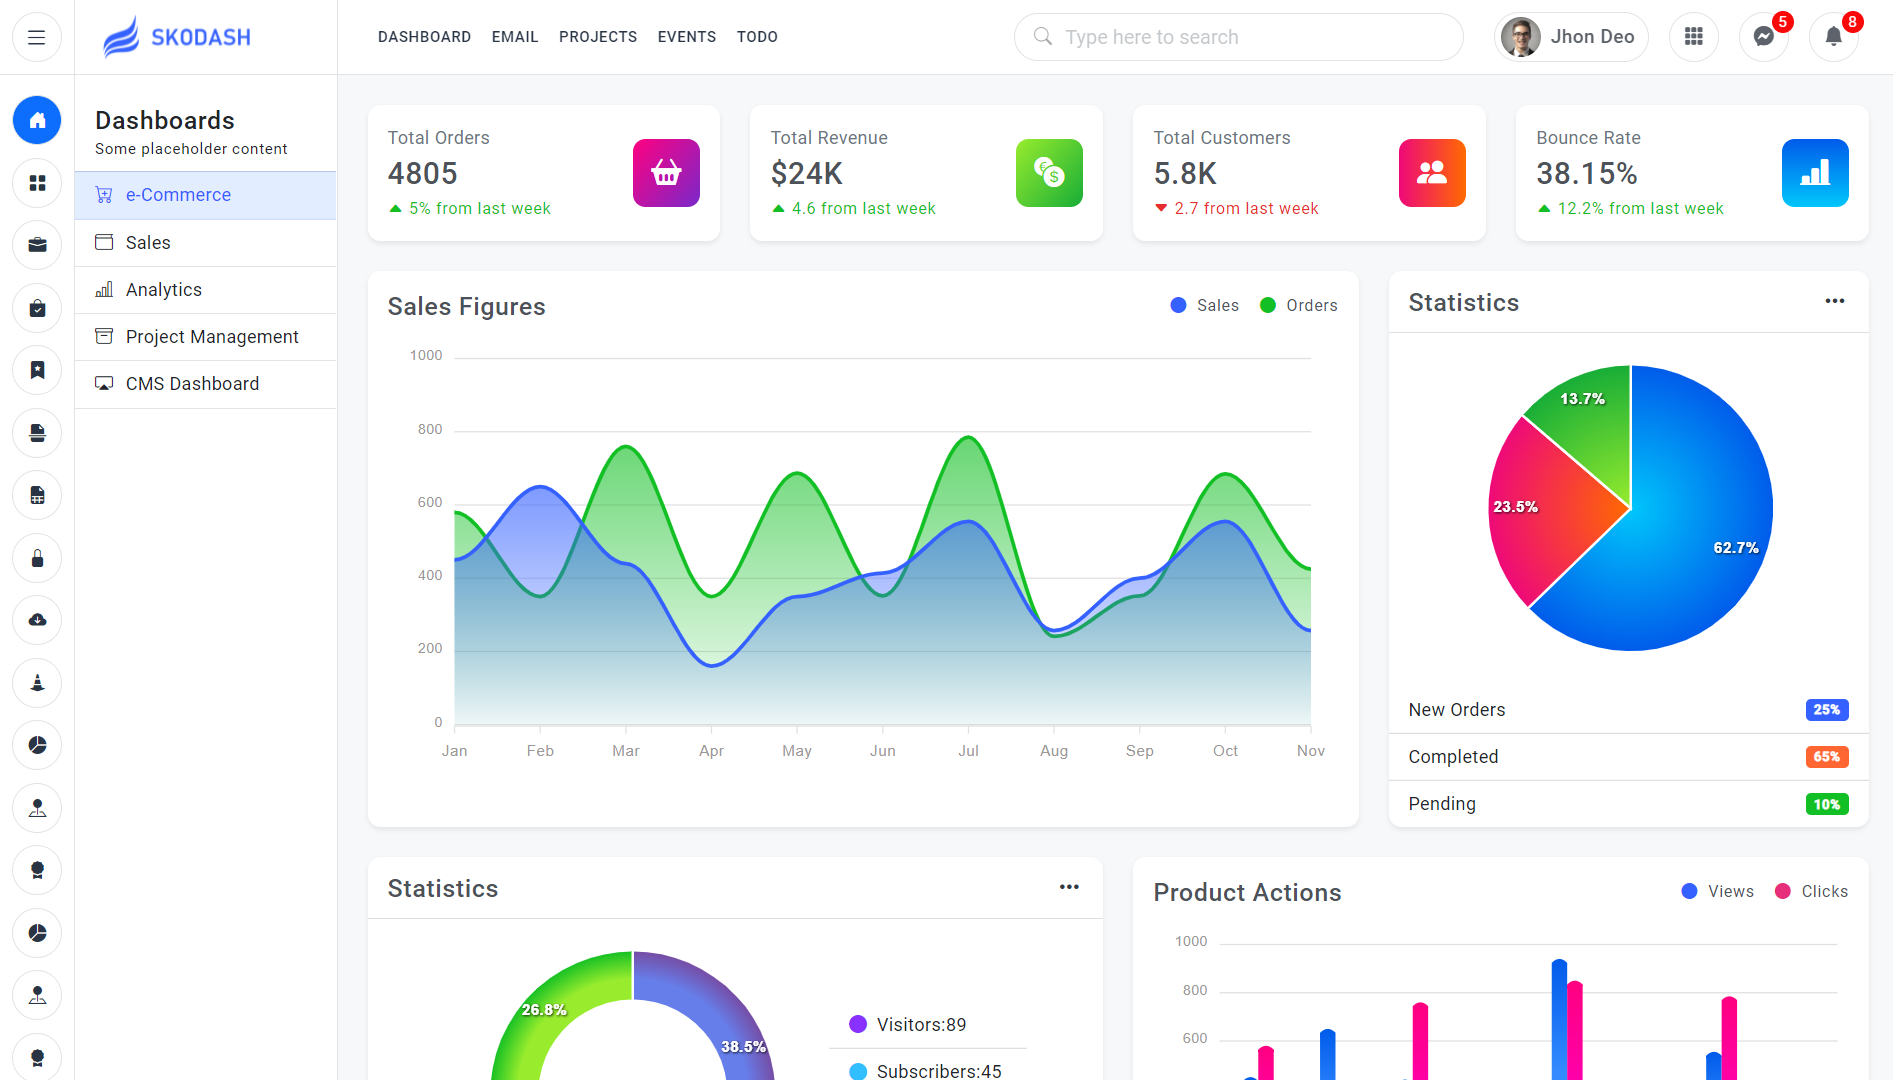 SKODASH
DASHBOARD EMAIL PROJECTS EVENTS TODO
Type here to search
Jhon Deo
5
8
Dashboards
Some placeholder content
e-Commerce
Sales
Analytics
Project Management
CMS Dashboard
Total Orders
4805
5% from last week
Total Revenue
$24K
4.6 from last week
Total Customers
5.8K
2.7 from last week
Bounce Rate
38.15%
12.2% from last week
Sales Figures
Sales Orders
1000
800
600
400
200
0
Jan Feb Mar Apr May Jun Jul Aug Sep Oct Nov
Statistics
13.7%
23.5%
62.7%
New Orders 25%
Completed 65%
Pending 10%
Statistics
26.8%
38.5%
Visitors:89
Subscribers:45
Product Actions
Views Clicks
1000
800
600